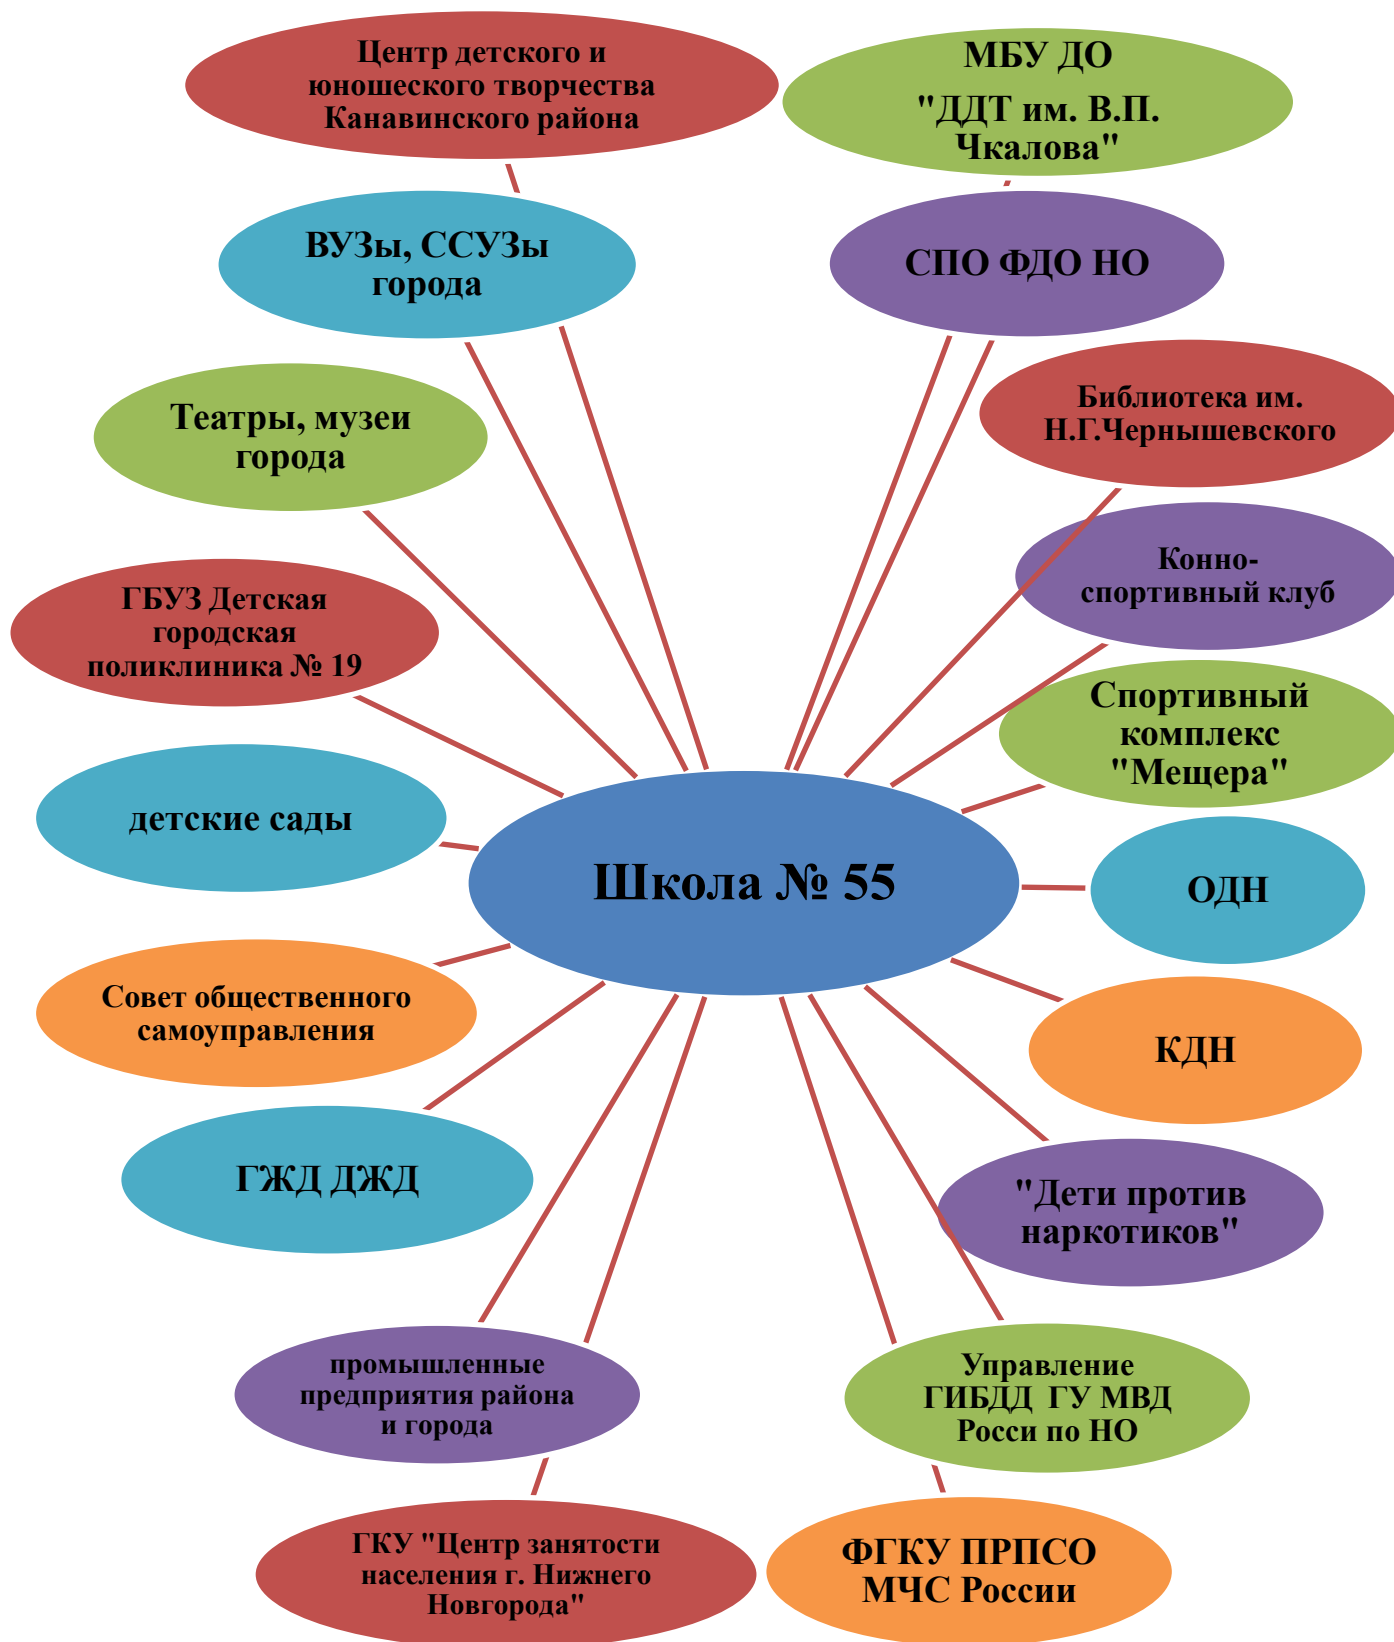 Центр детского и
юношеского творчества
Канавинского района
МБУ ДО
"ДДТ им. В.П.
Чкалова"
ВУЗы, ССУЗы
города
СПО ФДО НО
Театры, музеи
города
Библиотека им.
Н.Г.Чернышевского
Конно-
спортивный клуб
ГБУЗ Детская
городская
поликлиника № 19
Спортивный
комплекс
"Мещера"
детские сады
Школа № 55
ОДН
Совет общественного
самоуправления
КДН
ГЖД ДЖД
"Дети против
наркотиков"
промышленные
предприятия района
и города
Управление
ГИБДД  ГУ МВД
Росси по НО
ГКУ "Центр занятости
населения г. Нижнего
Новгорода"
ФГКУ ПРПСО
МЧС России